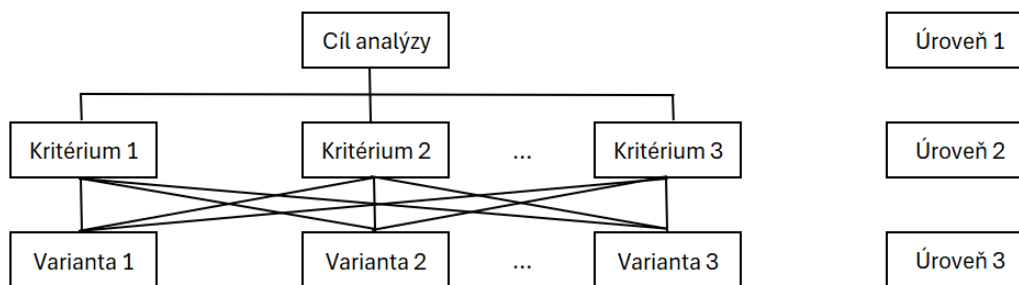 Cíl analýzy Úroveň 1
Kritérium 1 Kritérium 2 ... Kritérium 3 Úroveň 2
Varianta 1 Varianta 2 ... Varianta 3 Úroveň 3